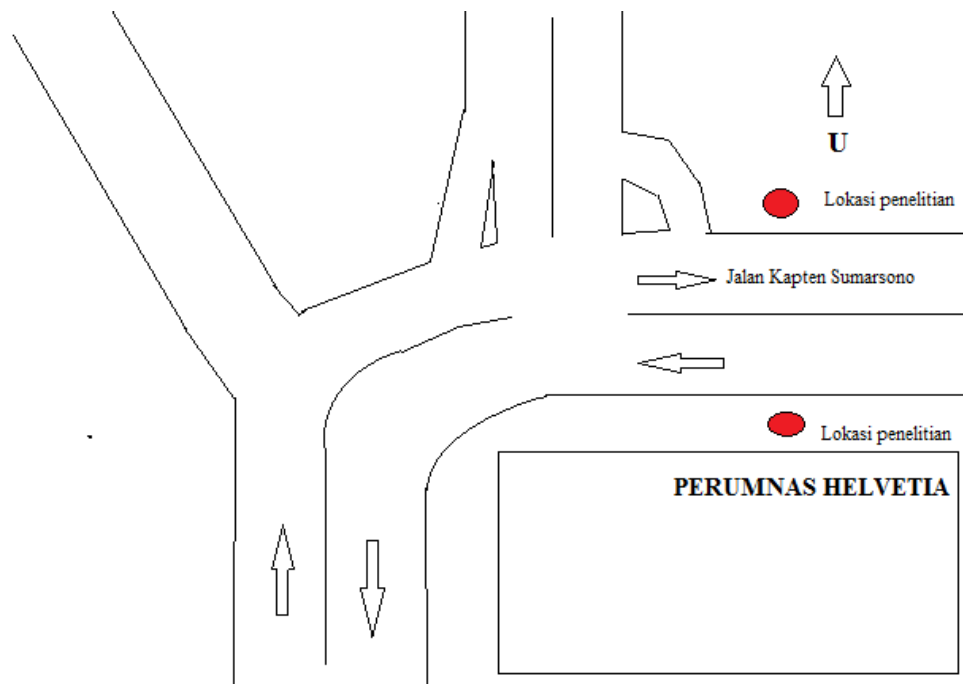 U
Lokasi penelitian
Jalan Kapten Sumarsono
Lokasi penelitian
PERUMNAS HELVETIA